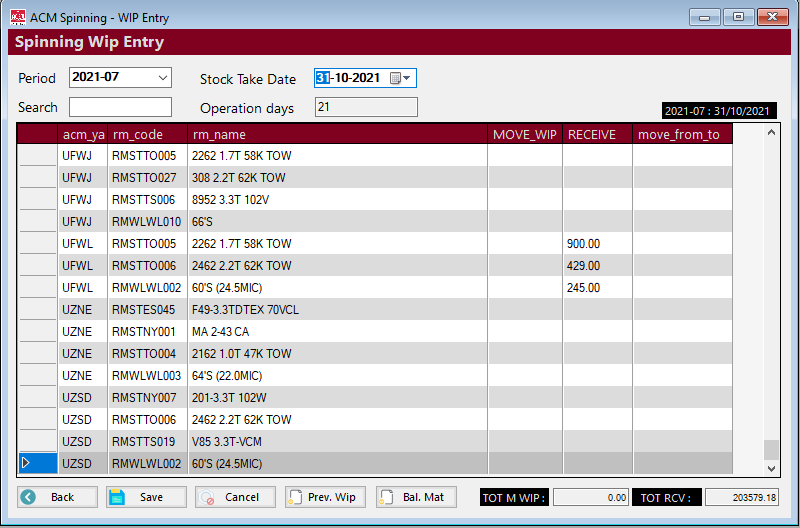 ACM Spinning - WIP Entry
Spinning Wip Entry
Period 2021-07 Stock Take Date 31-10-2021
Search Operation days 21
2021-07 : 31/10/2021
acm_ya rm_code rm_name MOVE_WIP RECEIVE move_from_to
UFWJ RMSTTO005 2262 1.7T 58K TOW
UFWJ RMSTTO027 308 2.2T 62K TOW
UFWJ RMSTTS006 8952 3.3T 102V
UFWJ RMWLWL010 66'S
UFWL RMSTTO005 2262 1.7T 58K TOW 900.00
UFWL RMSTTO006 2462 2.2T 62K TOW 429.00
UFWL RMWLWL002 60'S (24.5MIC) 245.00
UZNE RMSTES045 F49-3.3TDTEX 70VCL
UZNE RMSTNY001 MA 2-43 CA
UZNE RMSTTO004 2162 1.0T 47K TOW
UZNE RMWLWL003 64'S (22.0MIC)
UZSD RMSTNY007 201-3.3T 102W
UZSD RMSTTO006 2462 2.2T 62K TOW
UZSD RMSTTS019 V85 3.3T-VCM
UZSD RMWLWL002 60'S (24.5MIC)
Back Save Cancel Prev. Wip Bal. Mat TOT M WIP : 0.00 TOT RCV : 203579.18